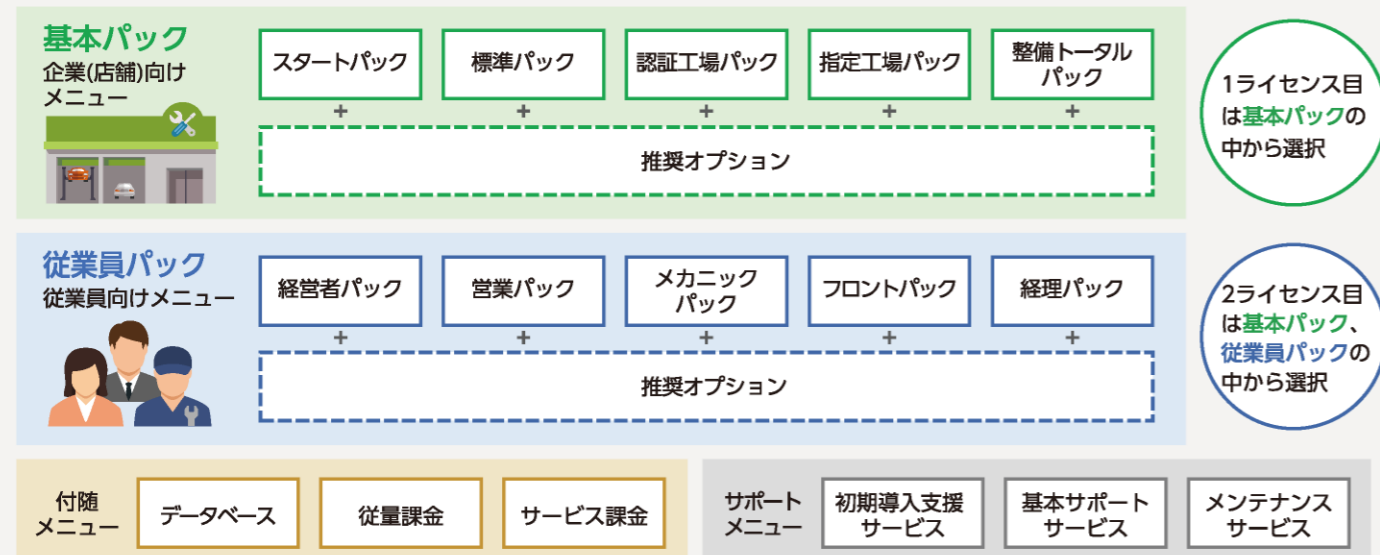 基本パック
企業(店舗)向け
メニュー
スタートパック
標準パック
認証工場パック
指定工場パック
整備トータル
パック
+
+
+
+
+
推奨オプション
1ライセンス目
は基本パックの
中から選択
従業員パック
従業員向けメニュー
経営者パック
営業パック
メカニック
パック
フロントパック
経理パック
+
+
+
+
+
推奨オプション
2ライセンス目
は基本パック、
従業員パックの
中から選択
付随
メニュー
データベース
従量課金
サービス課金
サポート
メニュー
初期導入支援
サービス
基本サポート
サービス
メンテナンス
サービス